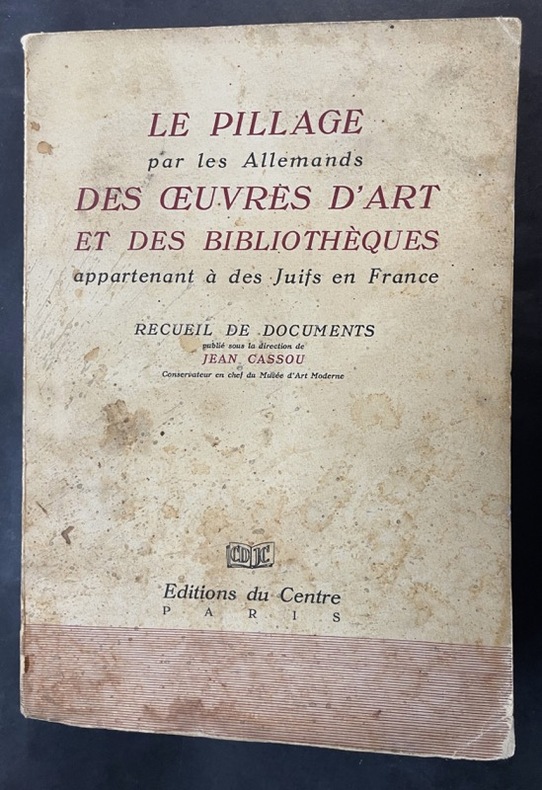 LE PILLAGE
par les Allemands
DES ŒUVRES D'ART
ET DES BIBLIOTHÈQUES
appartenant à des Juifs en France
RECUEIL DE DOCUMENTS
publié sous la direction de
JEAN CASSOU
Conservateur en chef du Musée d'Art Moderne
CDJC
Editions du Centre
PARIS